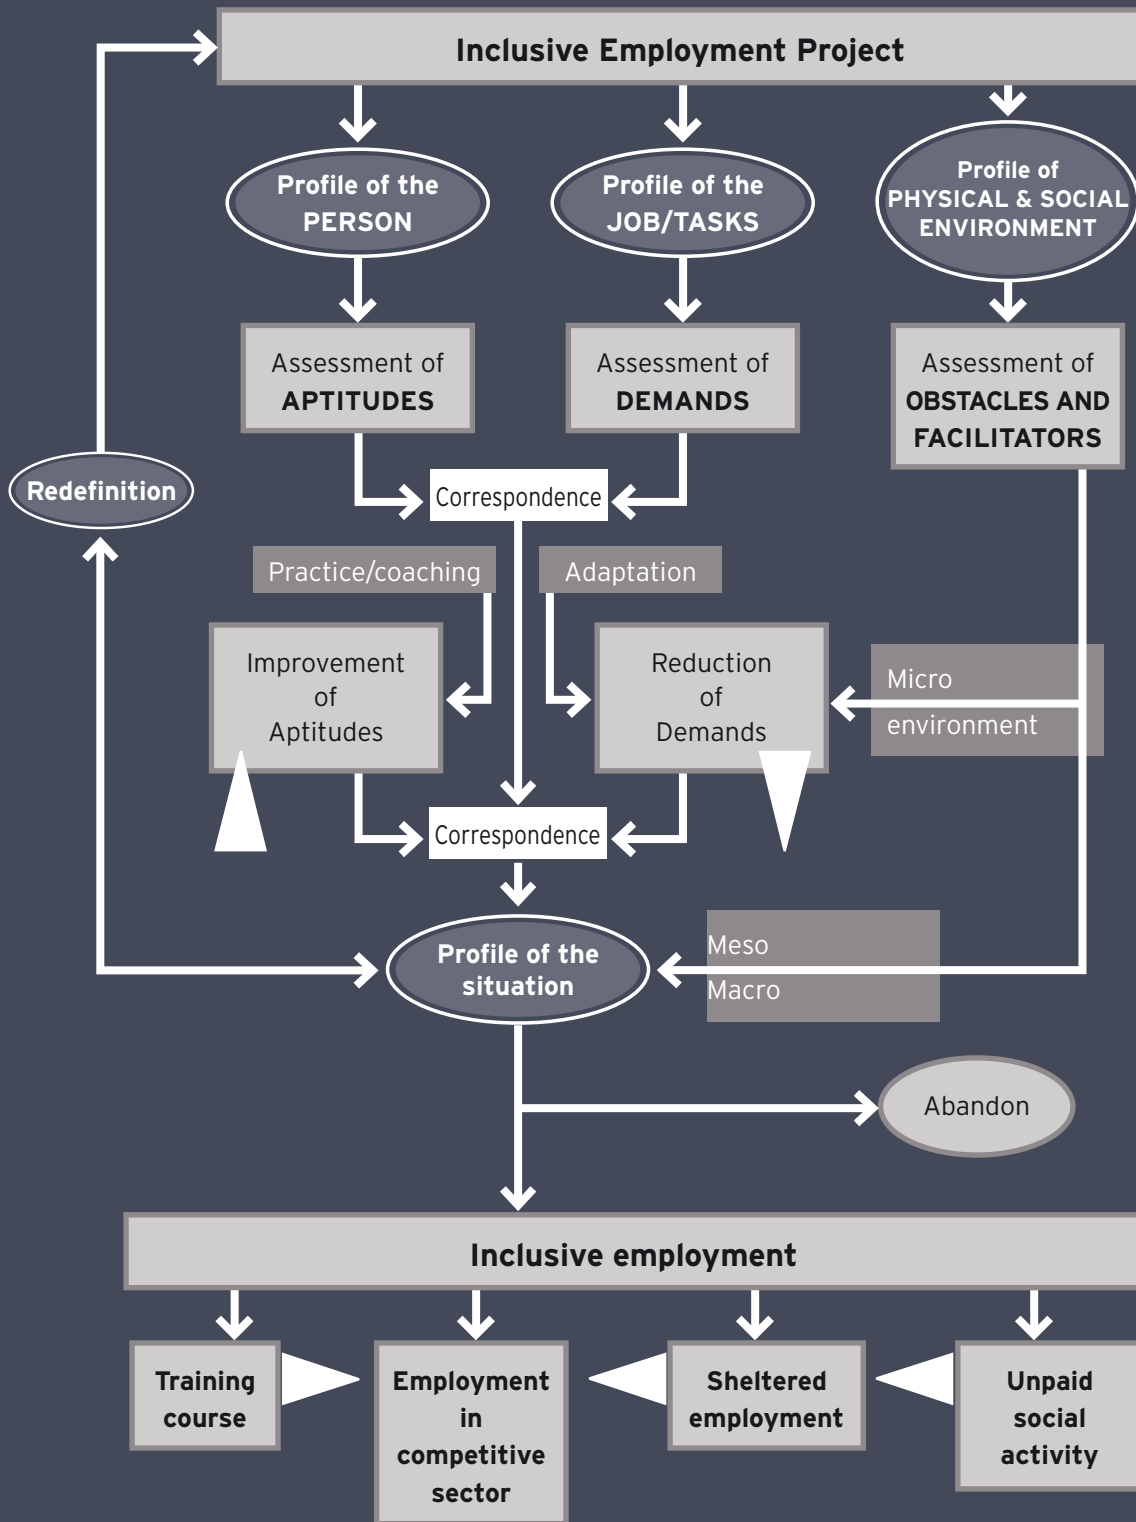 Inclusive Employment Project
Profile of the
PERSON
Profile of the
JOB/TASKS
Profile of
PHYSICAL & SOCIAL
ENVIRONMENT
Assessment of
APTITUDES
Assessment of
DEMANDS
Assessment of
OBSTACLES AND
FACILITATORS
Redefinition
Correspondence
Practice/coaching
Adaptation
Improvement
of
Aptitudes
Reduction
of
Demands
Micro
environment
Correspondence
Profile of the
situation
Meso
Macro
Abandon
Inclusive employment
Training
course
Employment
in
competitive
sector
Sheltered
employment
Unpaid
social
activity